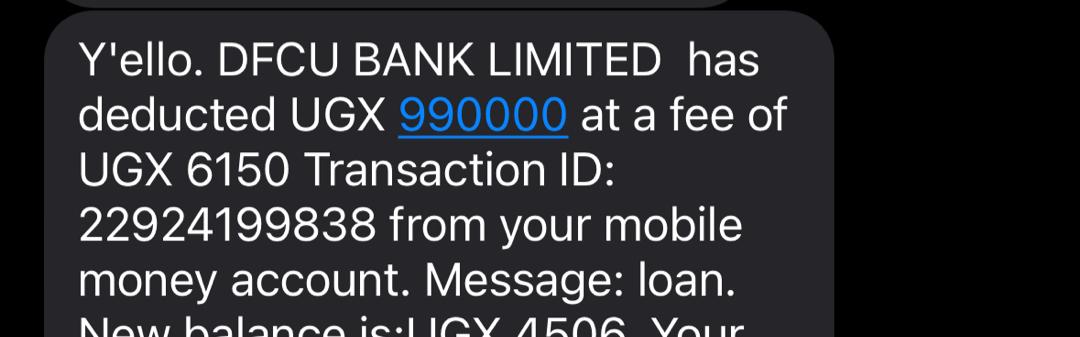 Y'ello. DFCU BANK LIMITED  has
deducted UGX 990000 at a fee of
UGX 6150 Transaction ID:
22924199838 from your mobile
money account. Message: loan.
New balance is:UGX 4506. Your